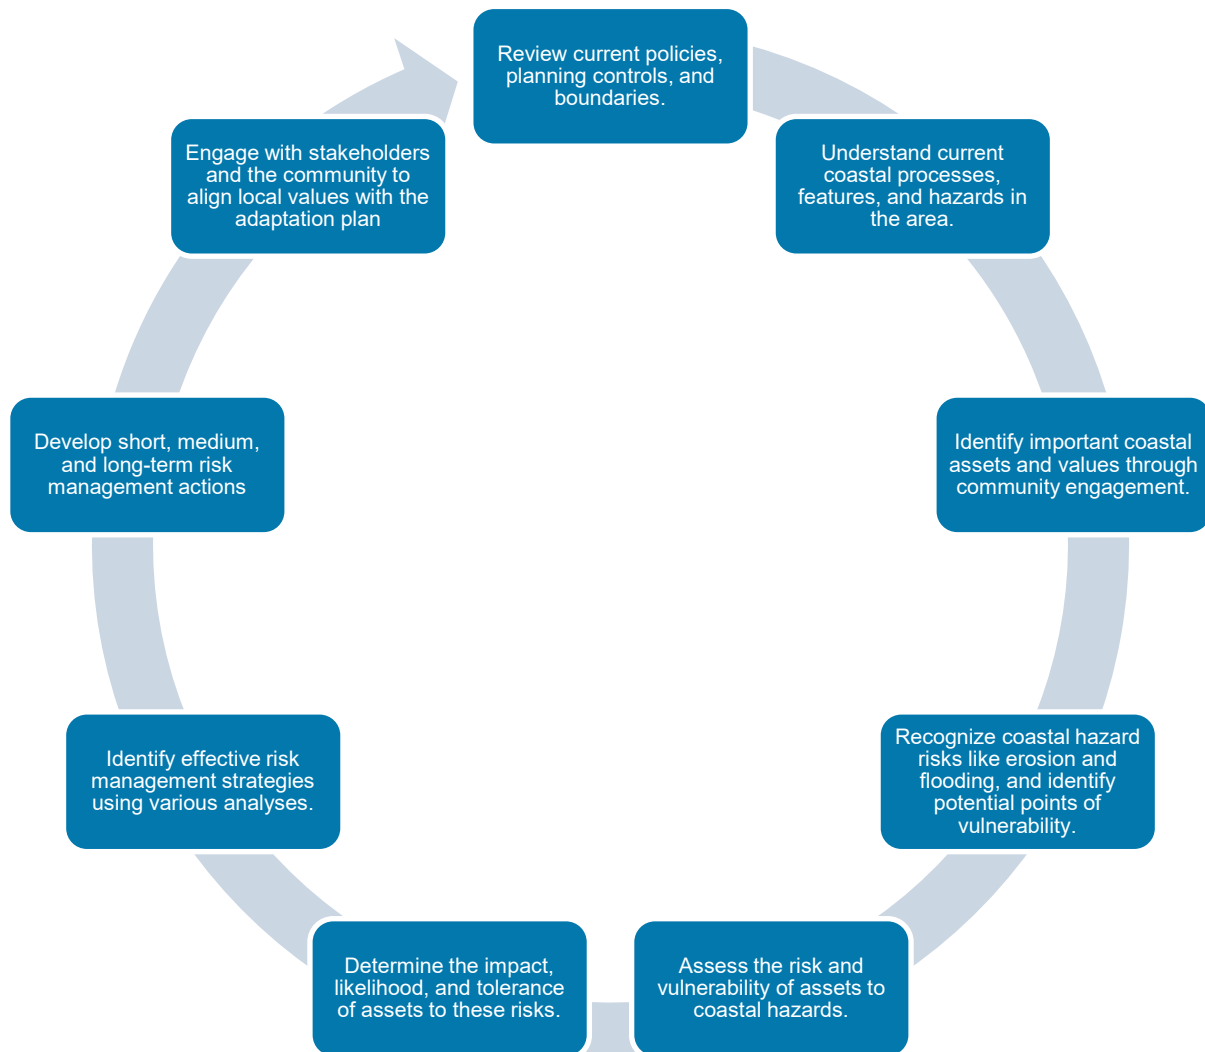 Review current policies,
planning controls, and
boundaries.
Understand current
coastal processes,
features, and hazards in
the area.
Identify important coastal
assets and values through
community engagement.
Recognize coastal hazard
risks like erosion and
flooding, and identify
potential points of
vulnerability.
Assess the risk and
vulnerability of assets to
coastal hazards.
Determine the impact,
likelihood, and tolerance
of assets to these risks.
Identify effective risk
management strategies
using various analyses.
Develop short, medium,
and long-term risk
management actions
Engage with stakeholders
and the community to
align local values with the
adaptation plan